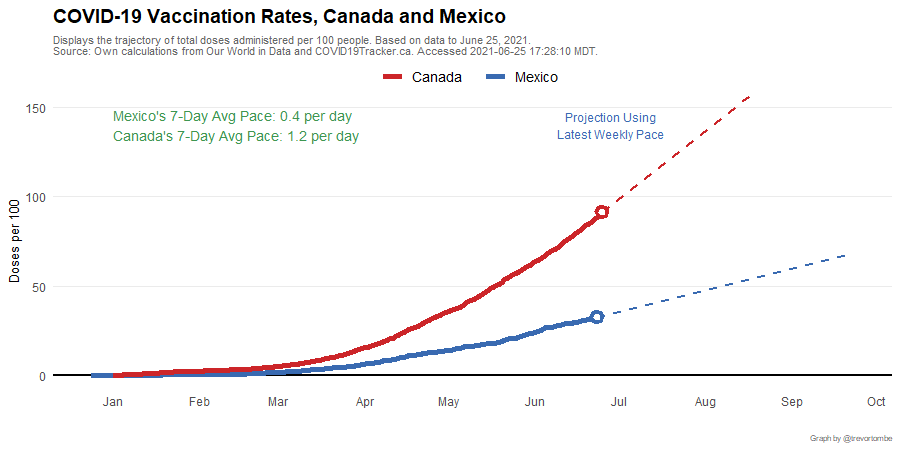 COVID-19 Vaccination Rates, Canada and Mexico
Displays the trajectory of total doses administered per 100 people. Based on data to June 25, 2021.
Source: Own calculations from Our World in Data and COVID19Tracker.ca. Accessed 2021-06-25 17:28:10 MDT.
Canada Mexico
150
Mexico's 7-Day Avg Pace: 0.4 per day
Canada's 7-Day Avg Pace: 1.2 per day
Projection Using
Latest Weekly Pace
100
Doses per 100
50
0
Jan Feb Mar Apr May Jun Jul Aug Sep Oct
Graph by @trevortombe